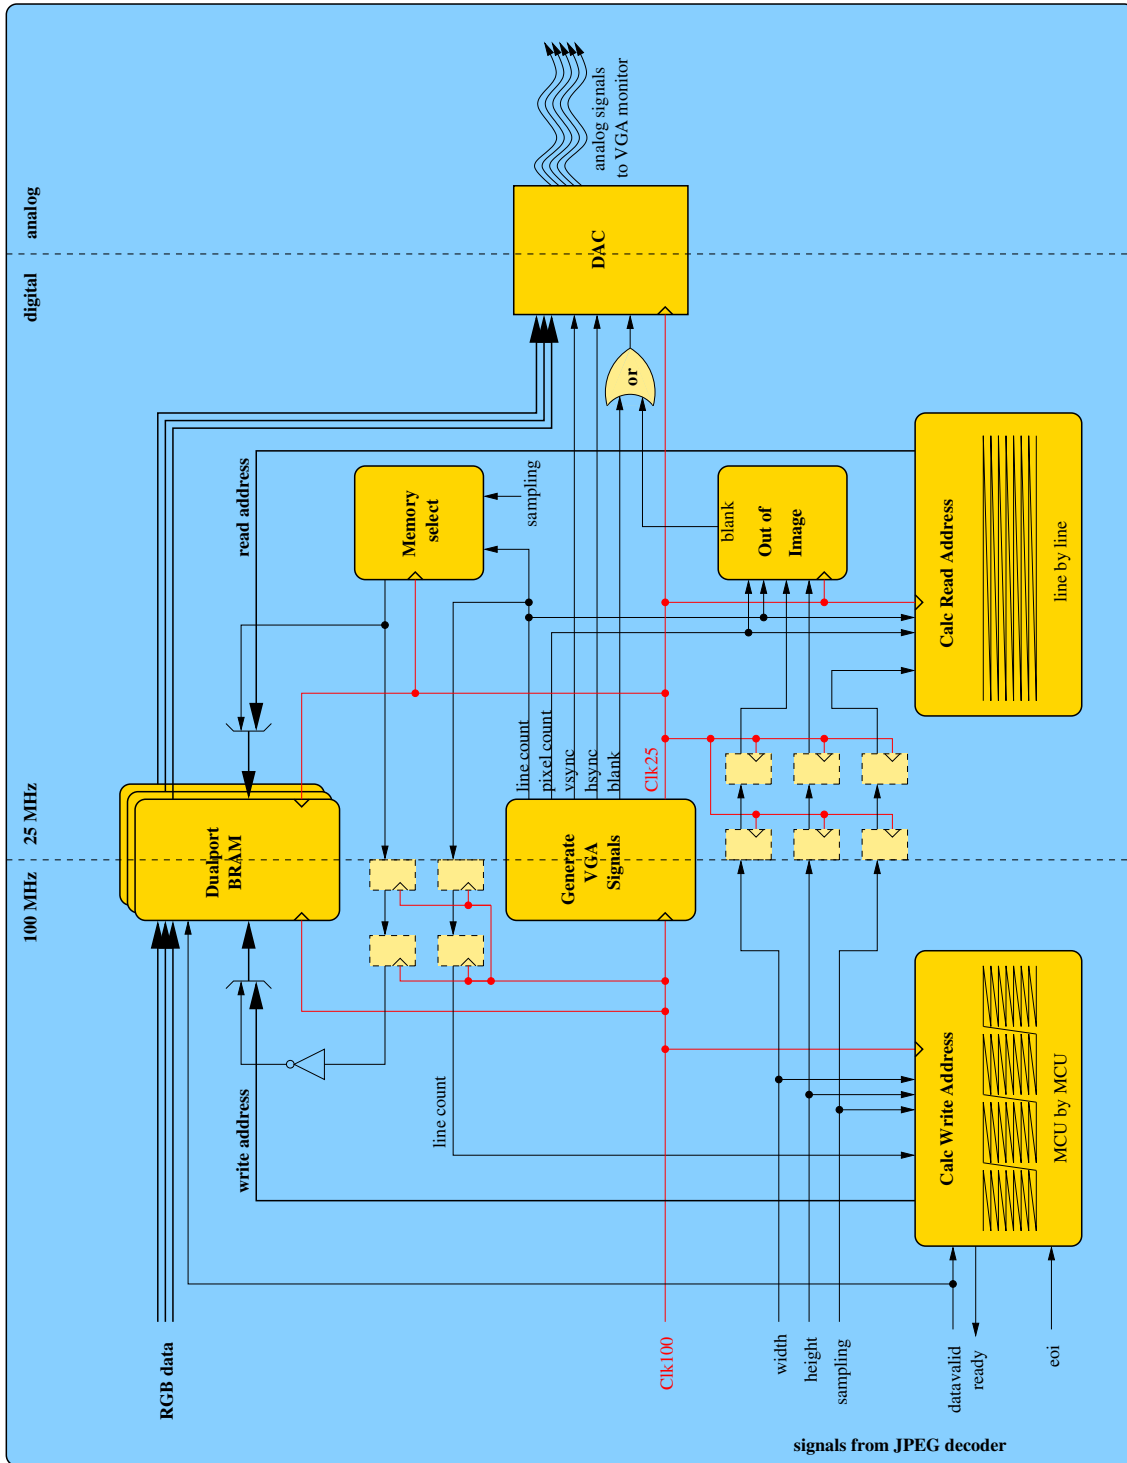 100 MHz
25 MHz
digital
analog
RGB data
write address
read address
Dualport
BRAM
Memory
select
sampling
line count
line count
pixel count
vsync
hsync
blank
Clk25
Generate
VGA
Signals
or
DAC
analog signals
to VGA monitor
Clk100
width
height
sampling
blank
Out of
Image
datavalid
ready
eoi
Calc Write Address
MCU by MCU
Calc Read Address
line by line
signals from JPEG decoder